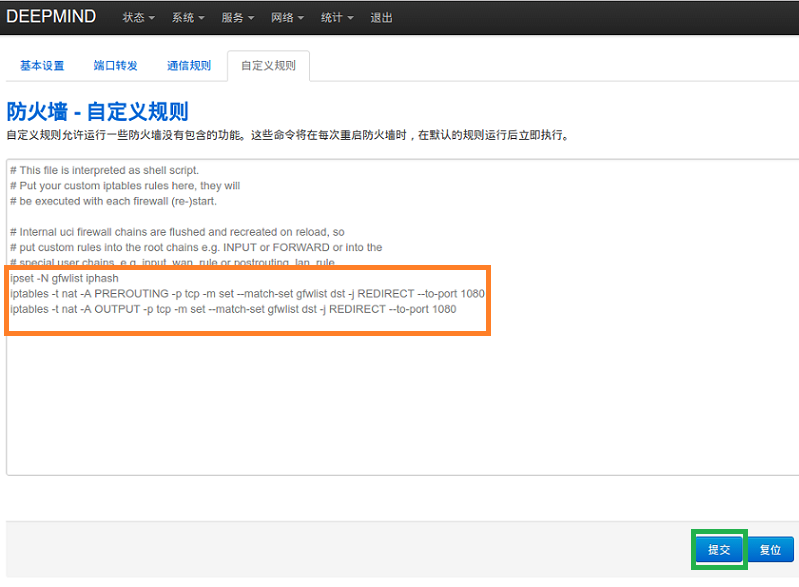 DEEPMIND 状态 系统 服务 网络 统计 退出
基本设置 端口转发 通信规则 自定义规则
防火墙 - 自定义规则
自定义规则允许运行一些防火墙没有包含的功能。这些命令将在每次重启防火墙时，在默认的规则运行后立即执行。
# This file is interpreted as shell script.
# Put your custom iptables rules here, they will
# be executed with each firewall (re-)start.
# Internal uci firewall chains are flushed and recreated on reload, so
# put custom rules into the root chains e.g. INPUT or FORWARD or into the
# special user chains, e.g. input_wan_rule or postrouting_lan_rule.
ipset -N gfwlist iphash
iptables -t nat -A PREROUTING -p tcp -m set --match-set gfwlist dst -j REDIRECT --to-port 1080
iptables -t nat -A OUTPUT -p tcp -m set --match-set gfwlist dst -j REDIRECT --to-port 1080
提交 复位